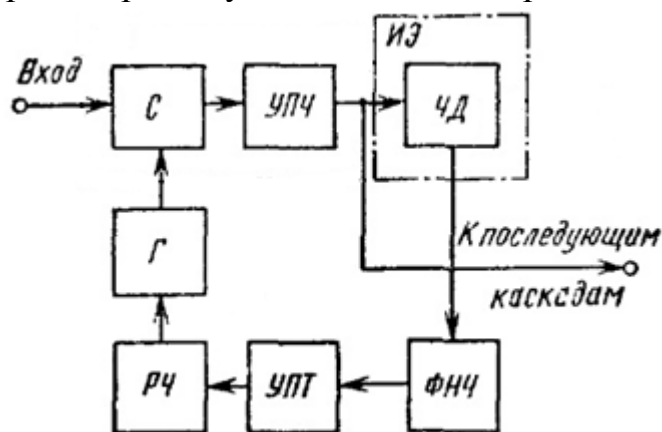 ИЭ
Вход
С
УПЧ
ЧД
Г
К последующим
каскадам
РЧ
УПТ
ФНЧ